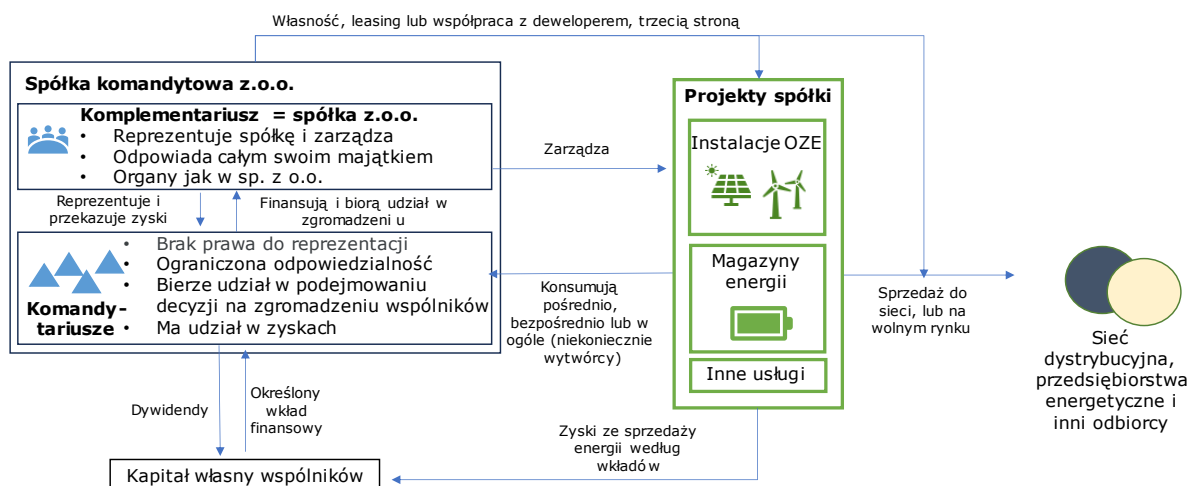 Własność, leasing lub współpraca z deweloperem, trzecią stroną
Spółka komandytowa z.o.o.
Komplementariusz = spółka z.o.o.
• Reprezentuje spółkę i zarządza
• Odpowiada całym swoim majątkiem
• Organy jak w sp. z o.o.
Reprezentuje i
przekazuje zyski
Finansują i biorą udział w
zgromadzeni u
• Brak prawa do reprezentacji
• Ograniczona odpowiedzialność
• Bierze udział w podejmowaniu
decyzji na zgromadzeniu wspólników
• Ma udział w zyskach
Komandy-
tariusze
Dywidendy
Określony
wkład
finansowy
Kapitał własny wspólników
Zarządza
Konsumują
pośrednio,
bezpośrednio lub w
ogóle (niekoniecznie
wytwórcy)
Zyski ze sprzedaży
energii według
wkładów
Projekty spółki
Instalacje OZE
Magazyny
energii
Inne usługi
Sprzedaż do
sieci, lub na
wolnym rynku
Sieć
dystrybucyjna,
przedsiębiorstwa
energetyczne i
inni odbiorcy